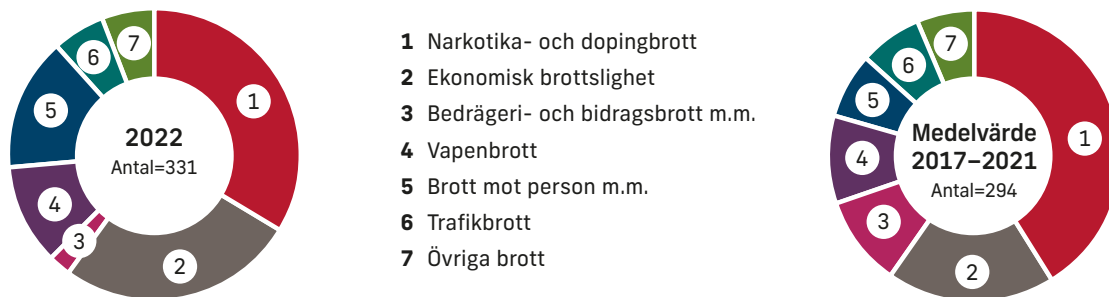 7
6
1
5
2022
Antal=331
4
3
2
1 Narkotika- och dopingbrott
2 Ekonomisk brottslighet
3 Bedrägeri- och bidragsbrott m.m.
4 Vapenbrott
5 Brott mot person m.m.
6 Trafikbrott
7 Övriga brott
7
6
5
1
Medelvärde
2017–2021
Antal=294
4
3
2